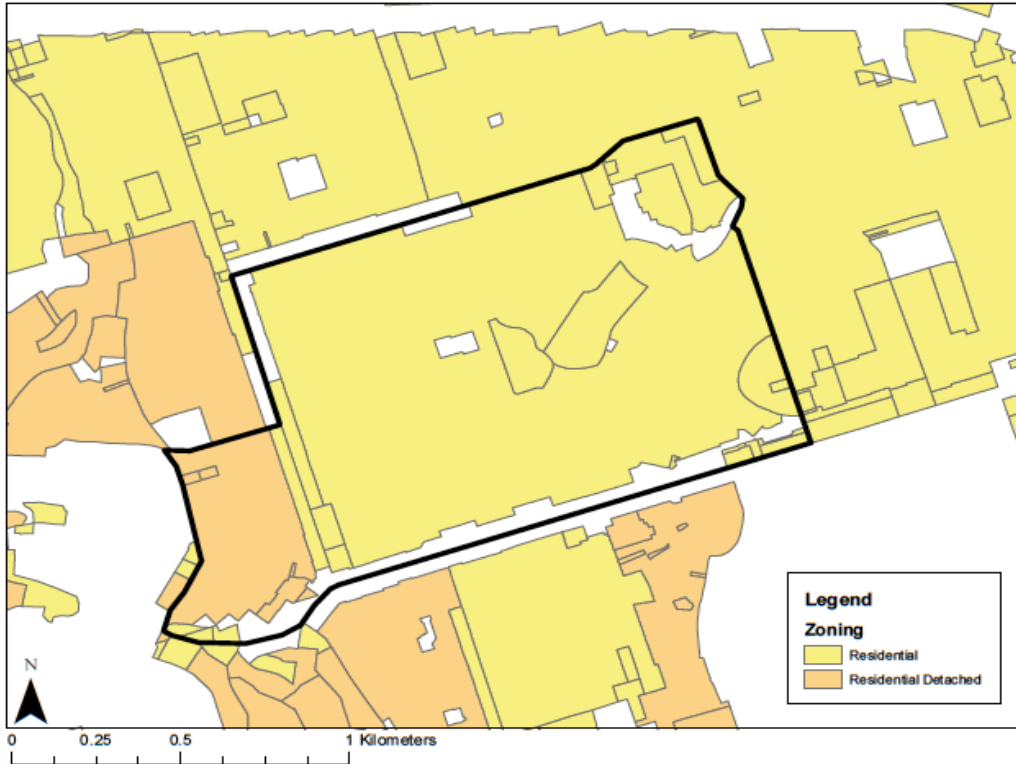 Legend
Zoning
Residential
Residential Detached
N
0 0.25 0.5 1 Kilometers